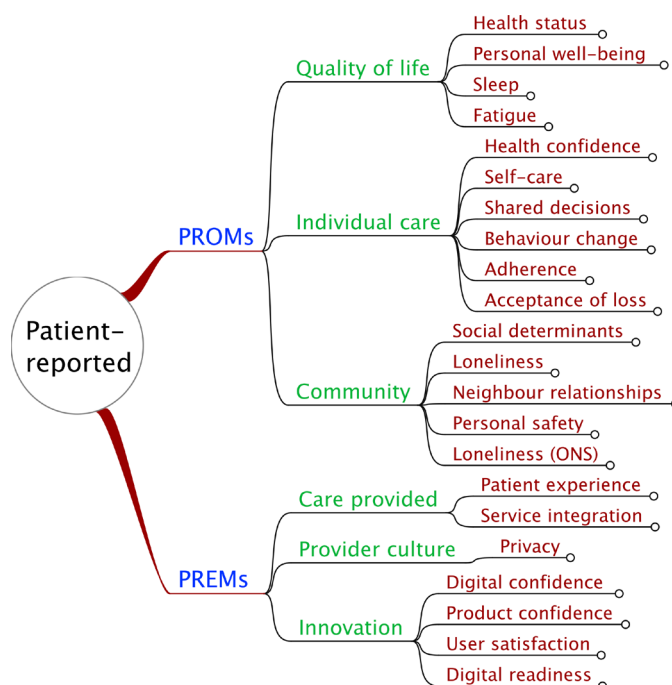 Patient-
reported
PROMs
Quality of life
Health status
Personal well-being
Sleep
Fatigue
Individual care
Health confidence
Self-care
Shared decisions
Behaviour change
Adherence
Acceptance of loss
Community
Social determinants
Loneliness
Neighbour relationships
Personal safety
Loneliness (ONS)
PREMs
Care provided
Patient experience
Service integration
Provider culture
Privacy
Innovation
Digital confidence
Product confidence
User satisfaction
Digital readiness